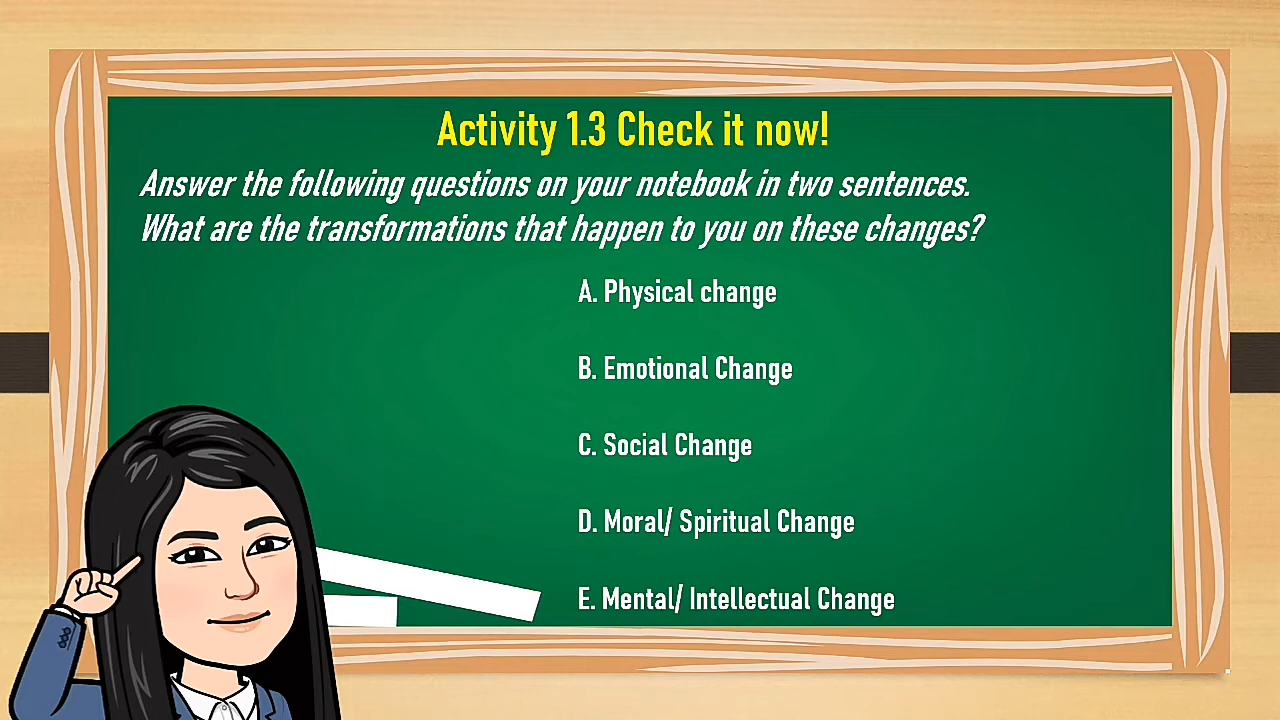 Activity 1.3 Check it now!
Answer the following questions on your notebook in two sentences.
What are the transformations that happen to you on these changes?
A. Physical change
B. Emotional Change
C. Social Change
D. Moral/ Spiritual Change
E. Mental/ Intellectual Change